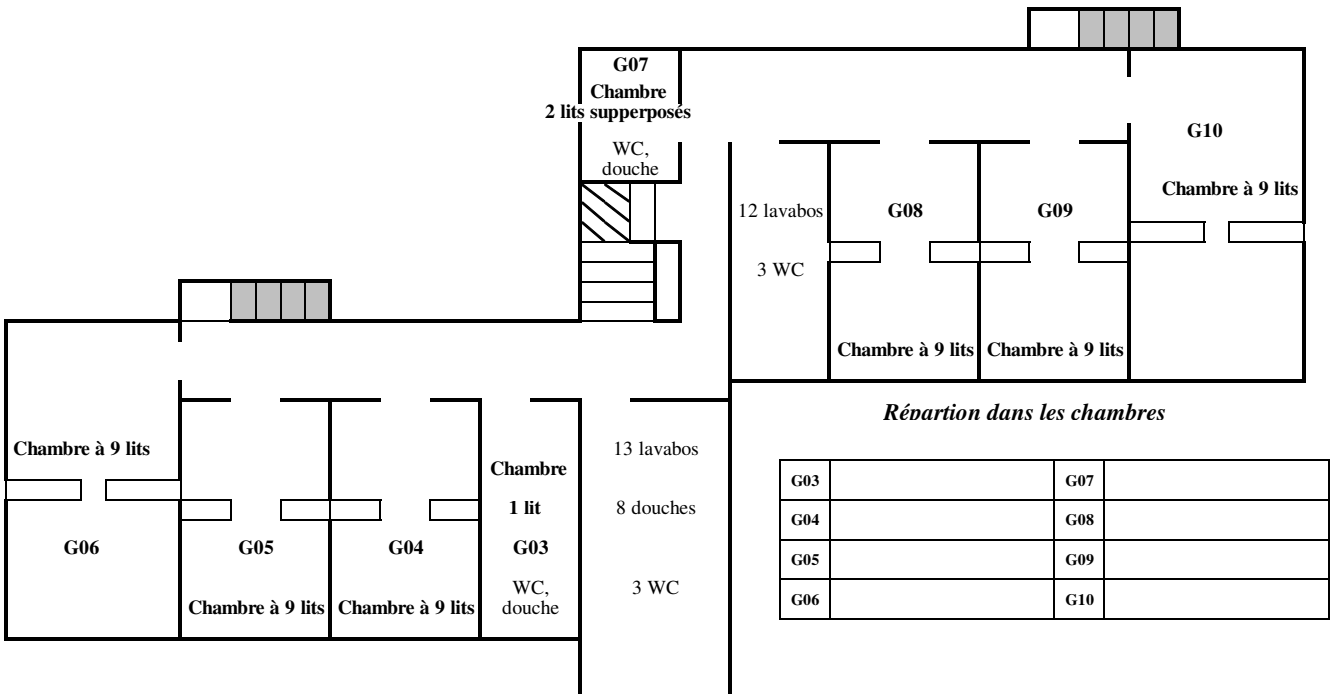 G07
Chambre
2 lits supperposés
WC,
douche
12 lavabos
3 WC
G08
Chambre à 9 lits
G09
Chambre à 9 lits
G10
Chambre à 9 lits
Chambre à 9 lits
G06
G05
Chambre à 9 lits
G04
Chambre à 9 lits
Chambre
1 lit
G03
WC,
douche
13 lavabos
8 douches
3 WC
Répartion dans les chambres
G03 G07
G04 G08
G05 G09
G06 G10